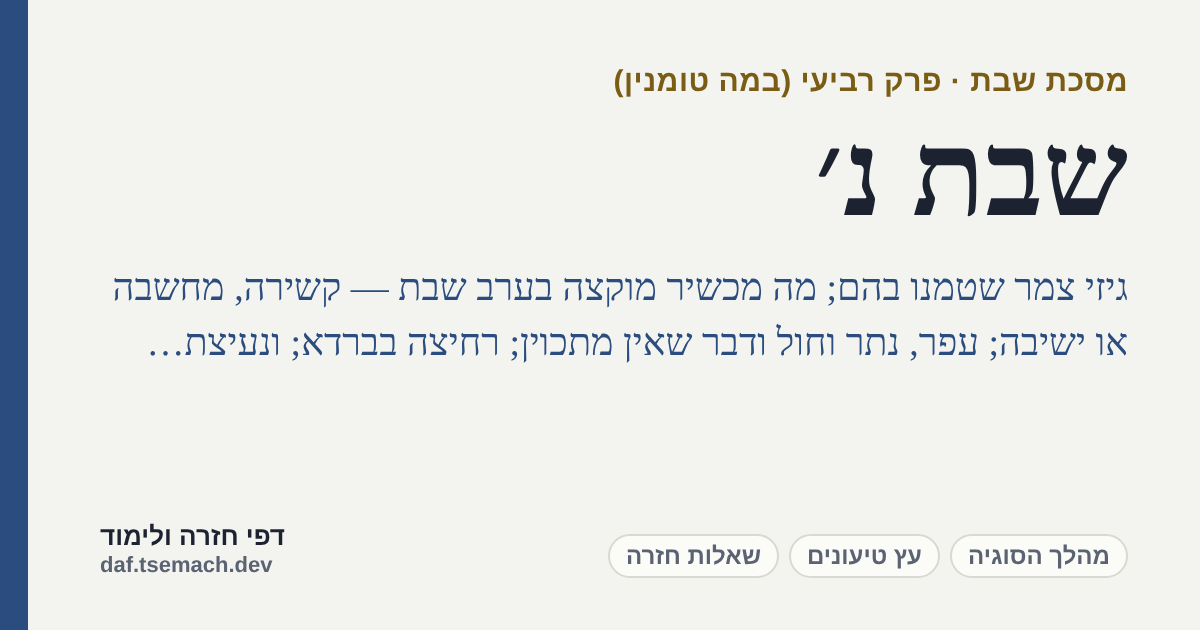 מסכת שבת · פרק רביעי (במה טומנין)
שבת נ׳
גיזי צמר שטמנו בהם; מה מכשיר מוקצה בערב שבת — קשירה, מחשבה
או ישיבה; עפר, נתר וחול ודבר שאין מתכוין; רחיצה בברדא; ונעיצת…
מהלך הסוגיה
עץ טיעונים
שאלות חזרה
דפי חזרה ולימוד
daf.tsemach.dev